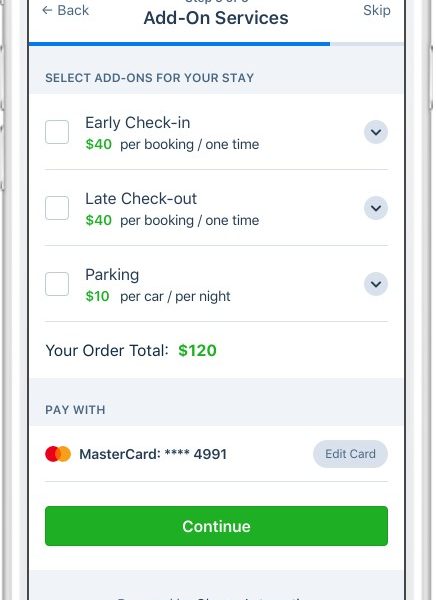 ← Back
Skip
Add-On Services
SELECT ADD-ONS FOR YOUR STAY
Early Check-in
$40 per booking / one time
Late Check-out
$40 per booking / one time
Parking
$10 per car / per night
Your Order Total: $120
PAY WITH
MasterCard: **** 4991
Edit Card
Continue